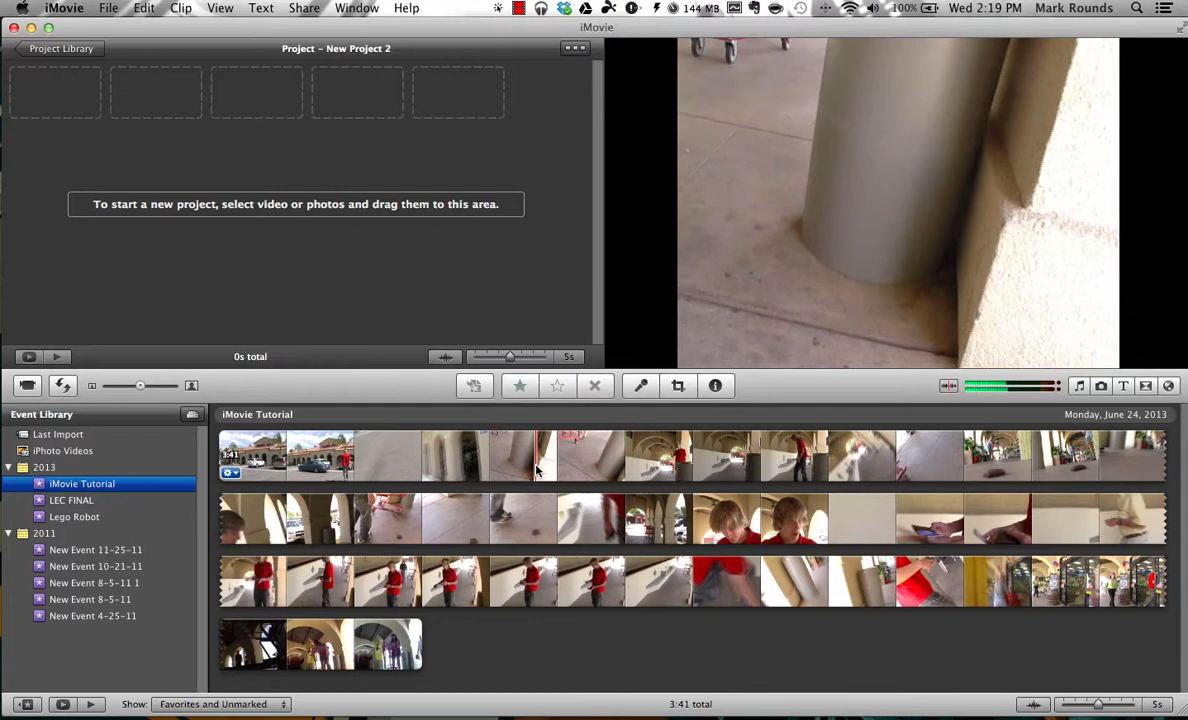 iMovie File Edit Clip View Text Share Window Help 144 MB 100% Wed 2:19 PM Mark Rounds
iMovie
Project Library Project – New Project 2
To start a new project, select video or photos and drag them to this area.
0s total 5s
Event Library iMovie Tutorial Monday, June 24, 2013
Last Import
iPhoto Videos
2013
iMovie Tutorial
LEC FINAL
Lego Robot
2011
New Event 11-25-11
New Event 10-21-11
New Event 8-5-11 1
New Event 8-5-11
New Event 4-25-11
3:41
Show: Favorites and Unmarked 3:41 total 5s